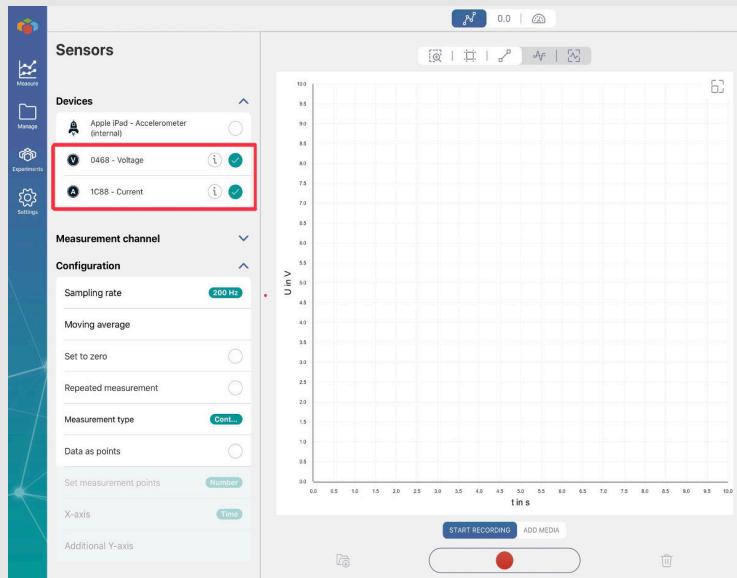 0.0
Sensors
Measure
Manage
Experiments
Settings
Devices
Apple iPad - Accelerometer
(internal)
V 0468 - Voltage i
A 1C88 - Current i
Measurement channel
Configuration
Sampling rate 200 Hz
Moving average
Set to zero
Repeated measurement
Measurement type Cont...
Data as points
Set measurement points Number
X-axis Time
Additional Y-axis
U in V
10.0
9.5
9.0
8.5
8.0
7.5
7.0
6.5
6.0
5.5
5.0
4.5
4.0
3.5
3.0
2.5
2.0
1.5
1.0
0.5
0.0
0.0 0.5 1.0 1.5 2.0 2.5 3.0 3.5 4.0 4.5 5.0 5.5 6.0 6.5 7.0 7.5 8.0 8.5 9.0 9.5 10.0
t in s
START RECORDING ADD MEDIA